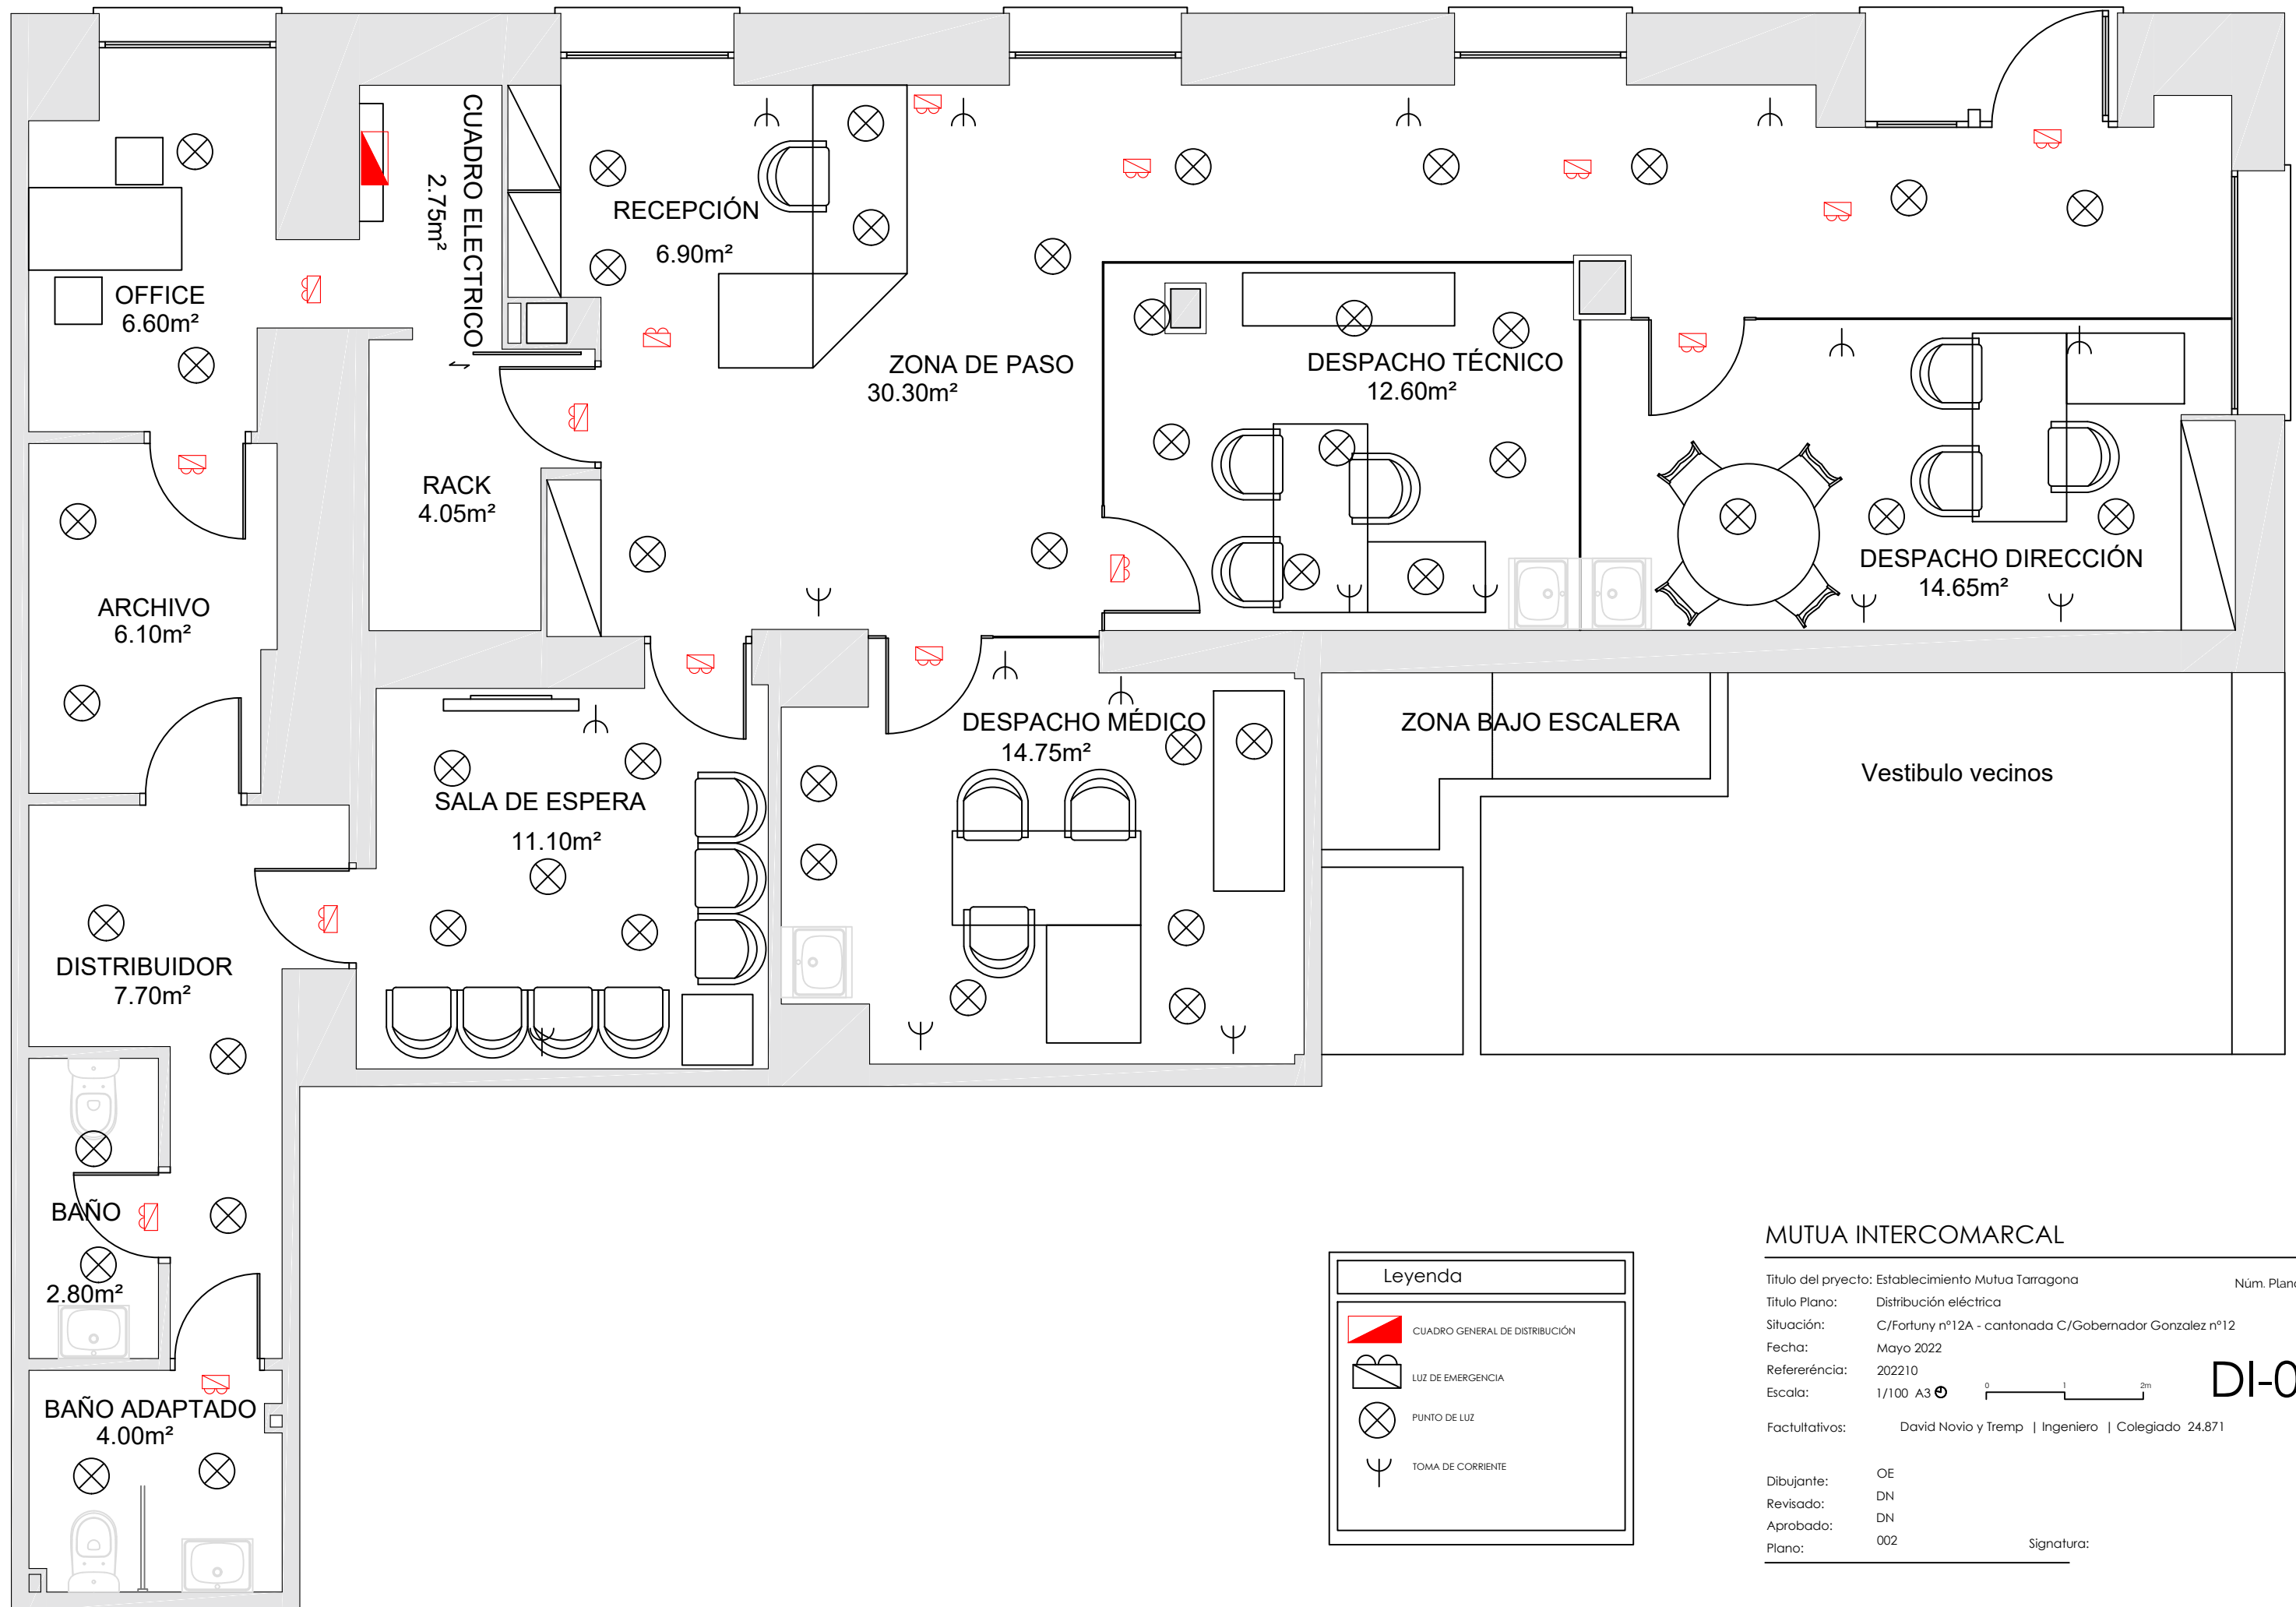 CUADRO ELECTRICO
2.75m²
RECEPCIÓN
6.90m²
OFFICE
6.60m²
ZONA DE PASO
30.30m²
DESPACHO TÉCNICO
12.60m²
RACK
4.05m²
DESPACHO DIRECCIÓN
14.65m²
ARCHIVO
6.10m²
DESPACHO MÉDICO
14.75m²
ZONA BAJO ESCALERA
Vestibulo vecinos
SALA DE ESPERA
11.10m²
DISTRIBUIDOR
7.70m²
BAÑO
2.80m²
BAÑO ADAPTADO
4.00m²
Leyenda
CUADRO GENERAL DE DISTRIBUCIÓN
LUZ DE EMERGENCIA
PUNTO DE LUZ
TOMA DE CORRIENTE
MUTUA INTERCOMARCAL
Titulo del pryecto: Establecimiento Mutua Tarragona
Núm. Plano
Titulo Plano: Distribución eléctrica
Situación: C/Fortuny nº12A - cantonada C/Gobernador Gonzalez nº12
Fecha: Mayo 2022
Refereréncia: 202210
DI-0
Escala: 1/100 A3 0 1 2m
Factultativos: David Novio y Tremp | Ingeniero | Colegiado 24.871
Dibujante: OE
Revisado: DN
Aprobado: DN
Plano: 002
Signatura: